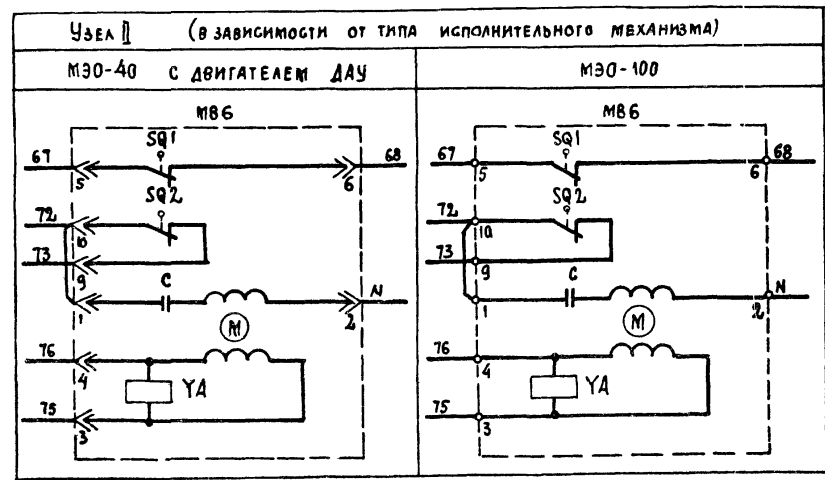 Узел II (в зависимости от типа исполнительного механизма)
МЭО-40 с двигателем ДАУ
МЭО-100
МВ6
МВ6
67 SQ1 68
5 6
SQ2
72
10
73
9 С
N
1 2
М
76
4
YA
75
3
67 SQ1 68
5 6
SQ2
72
10
73
9 С
N
1 2
М
76
4
YA
75
3